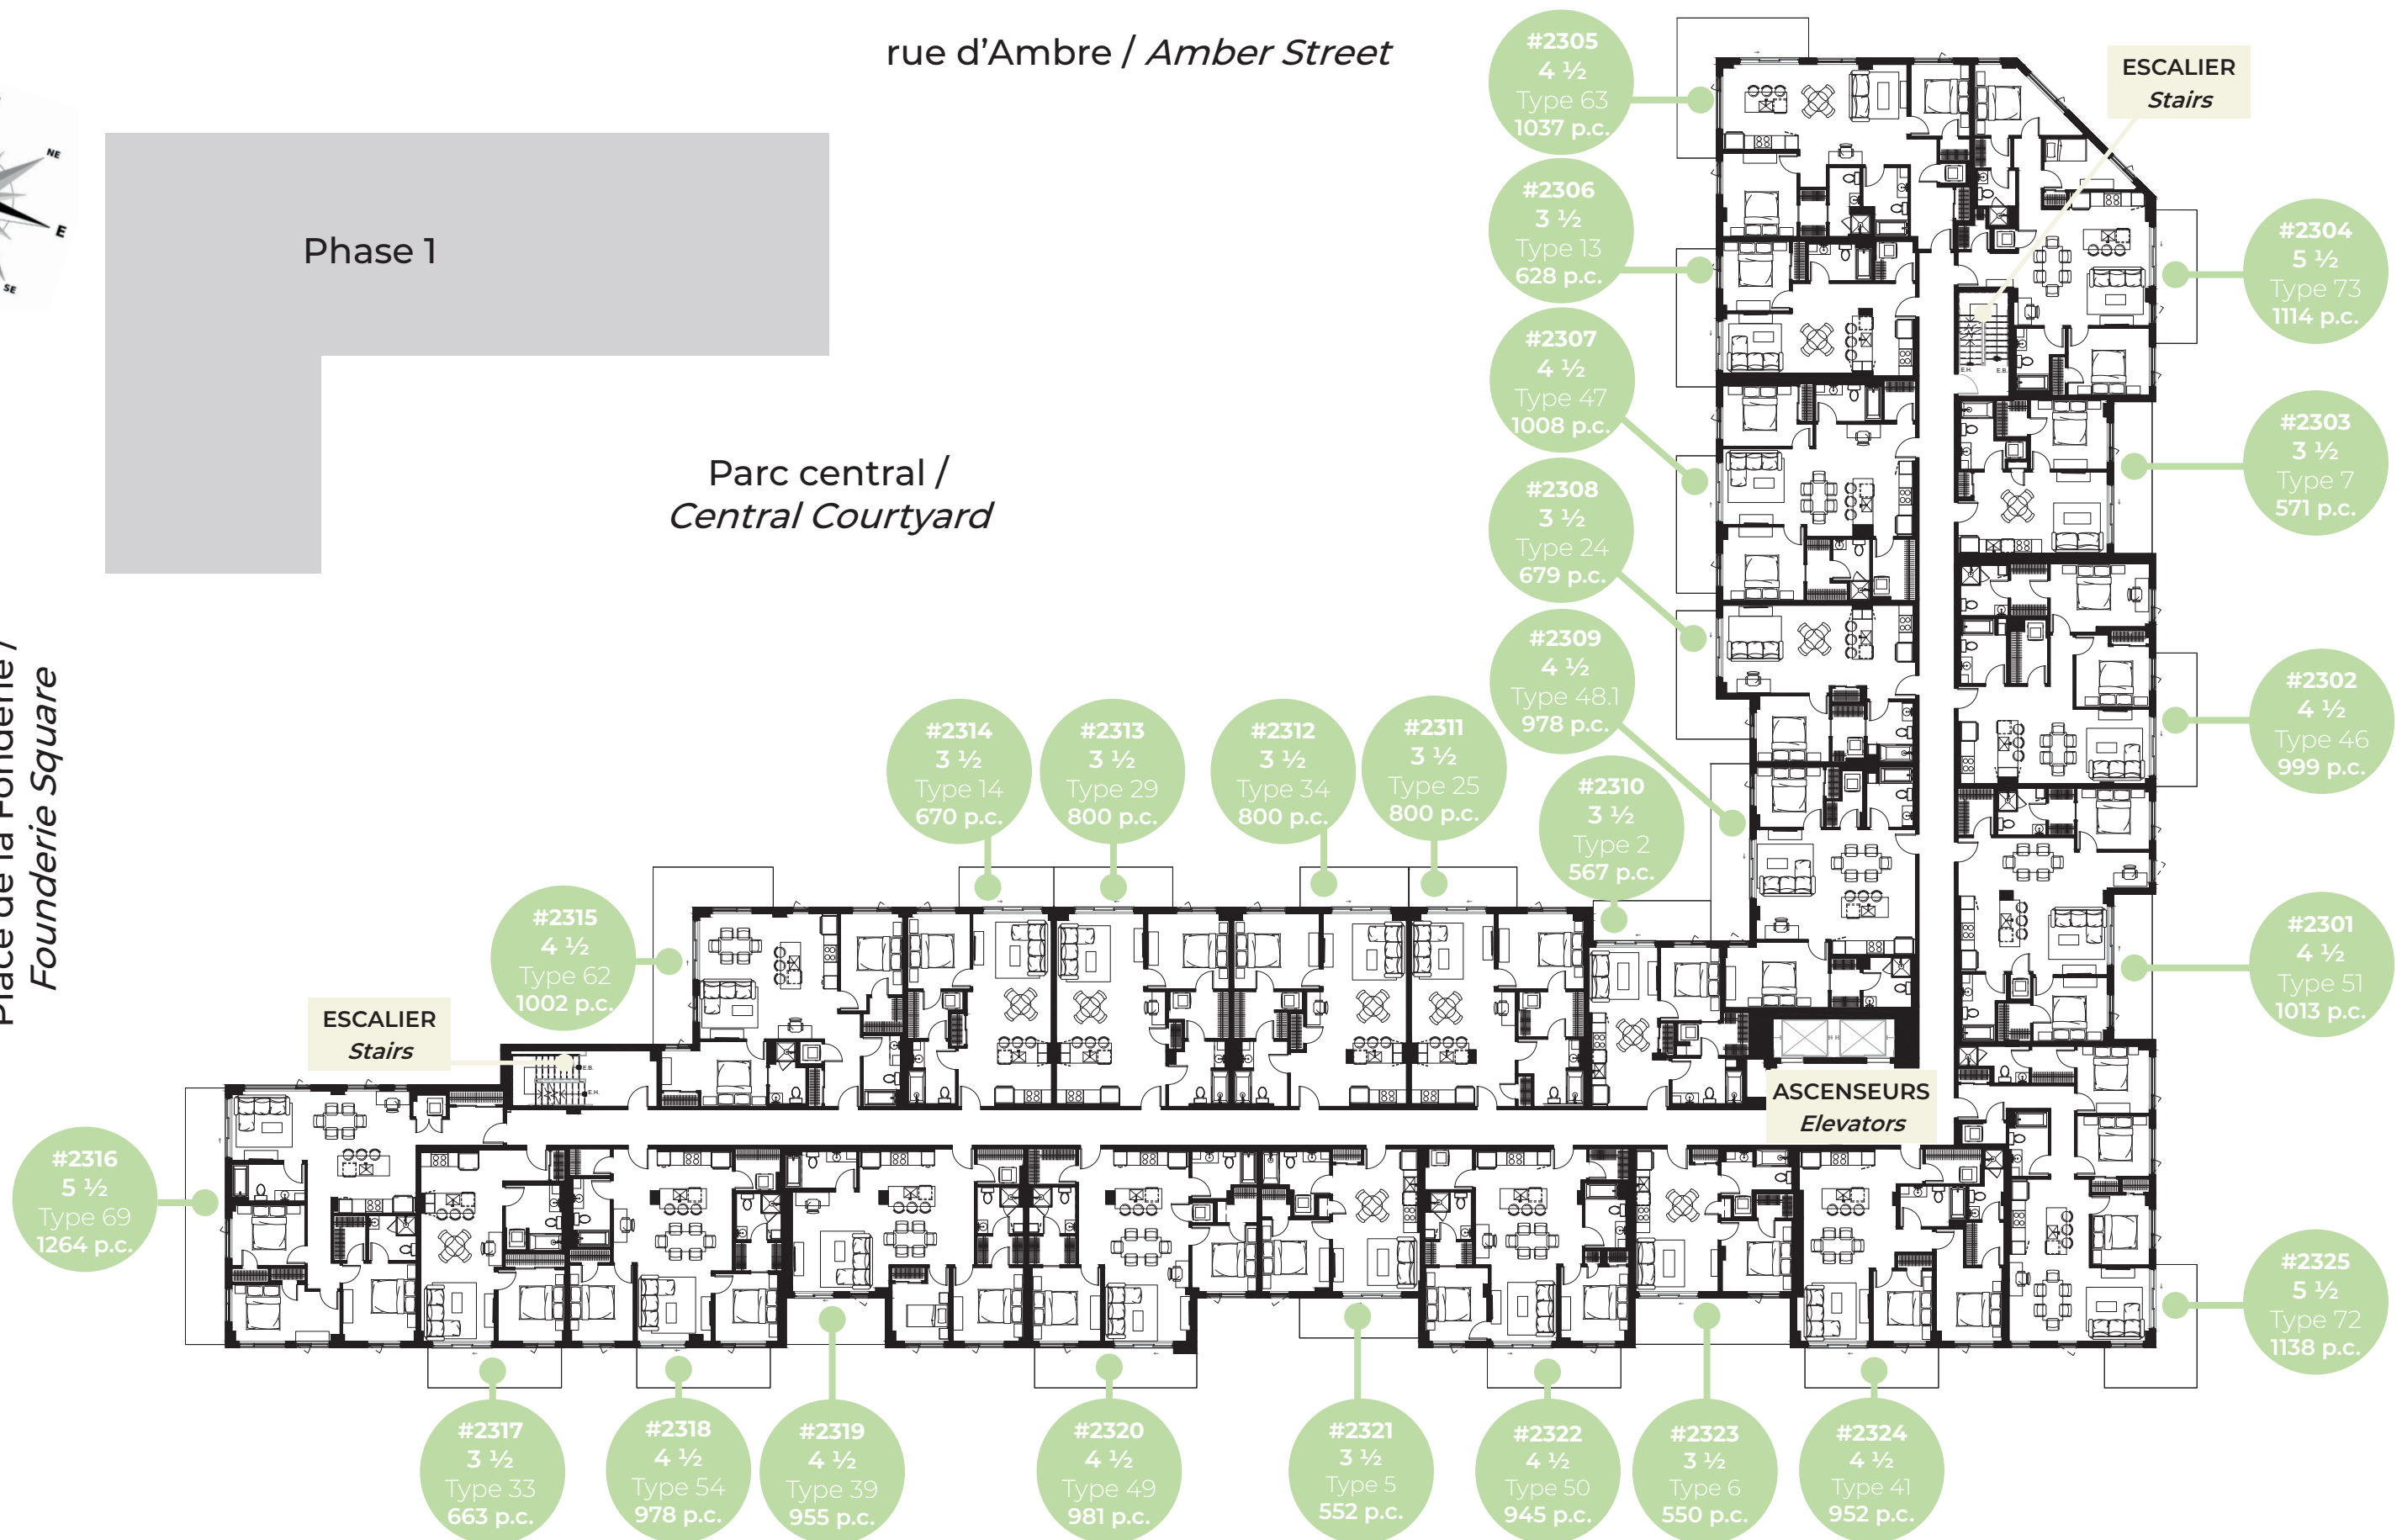 rue d'Ambre / Amber Street
NE
E
SE
Phase 1
Parc central /
Central Courtyard
Place de la Fonderie /
Founderie Square
ESCALIER
Stairs
#2305
4 ½
Type 63
1037 p.c.
#2306
3 ½
Type 13
628 p.c.
#2307
4 ½
Type 47
1008 p.c.
#2308
3 ½
Type 24
679 p.c.
#2309
4 ½
Type 48.1
978 p.c.
#2310
3 ½
Type 2
567 p.c.
#2304
5 ½
Type 73
1114 p.c.
E.H.
E.B.
#2303
3 ½
Type 7
571 p.c.
#2302
4 ½
Type 46
999 p.c.
#2301
4 ½
Type 51
1013 p.c.
#2314
3 ½
Type 14
670 p.c.
#2313
3 ½
Type 29
800 p.c.
#2312
3 ½
Type 34
800 p.c.
#2311
3 ½
Type 25
800 p.c.
#2315
4 ½
Type 62
1002 p.c.
ESCALIER
Stairs
E.B.
E.H.
ASCENSEURS
Elevators
#2316
5 ½
Type 69
1264 p.c.
#2325
5 ½
Type 72
1138 p.c.
#2317
3 ½
Type 33
663 p.c.
#2318
4 ½
Type 54
978 p.c.
#2319
4 ½
Type 39
955 p.c.
#2320
4 ½
Type 49
981 p.c.
#2321
3 ½
Type 5
552 p.c.
#2322
4 ½
Type 50
945 p.c.
#2323
3 ½
Type 6
550 p.c.
#2324
4 ½
Type 41
952 p.c.